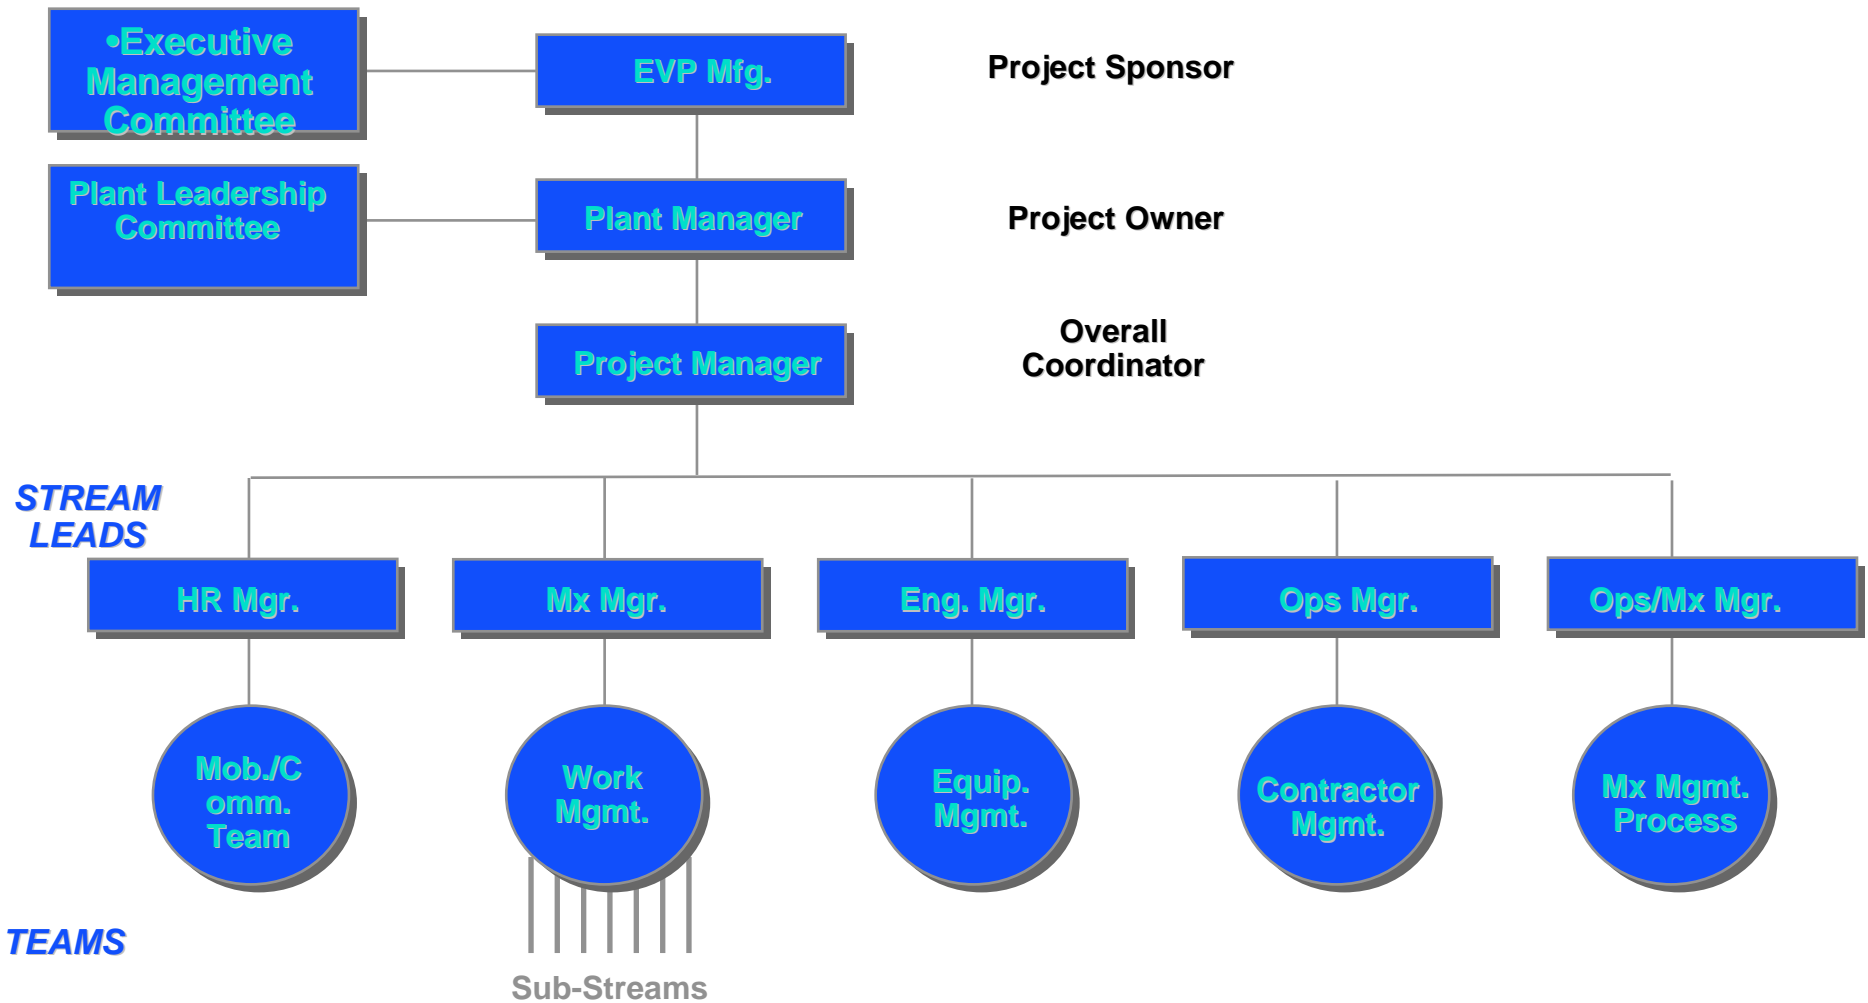 •Executive
Management
Committee
EVP Mfg.
Project Sponsor
Plant Leadership
Committee
Plant Manager
Project Owner
Project Manager
Overall
Coordinator
STREAM
LEADS
HR Mgr.
Mx Mgr.
Eng. Mgr.
Ops Mgr.
Ops/Mx Mgr.
Mob./C
omm.
Team
Work
Mgmt.
Equip.
Mgmt.
Contractor
Mgmt.
Mx Mgmt.
Process
TEAMS
Sub-Streams